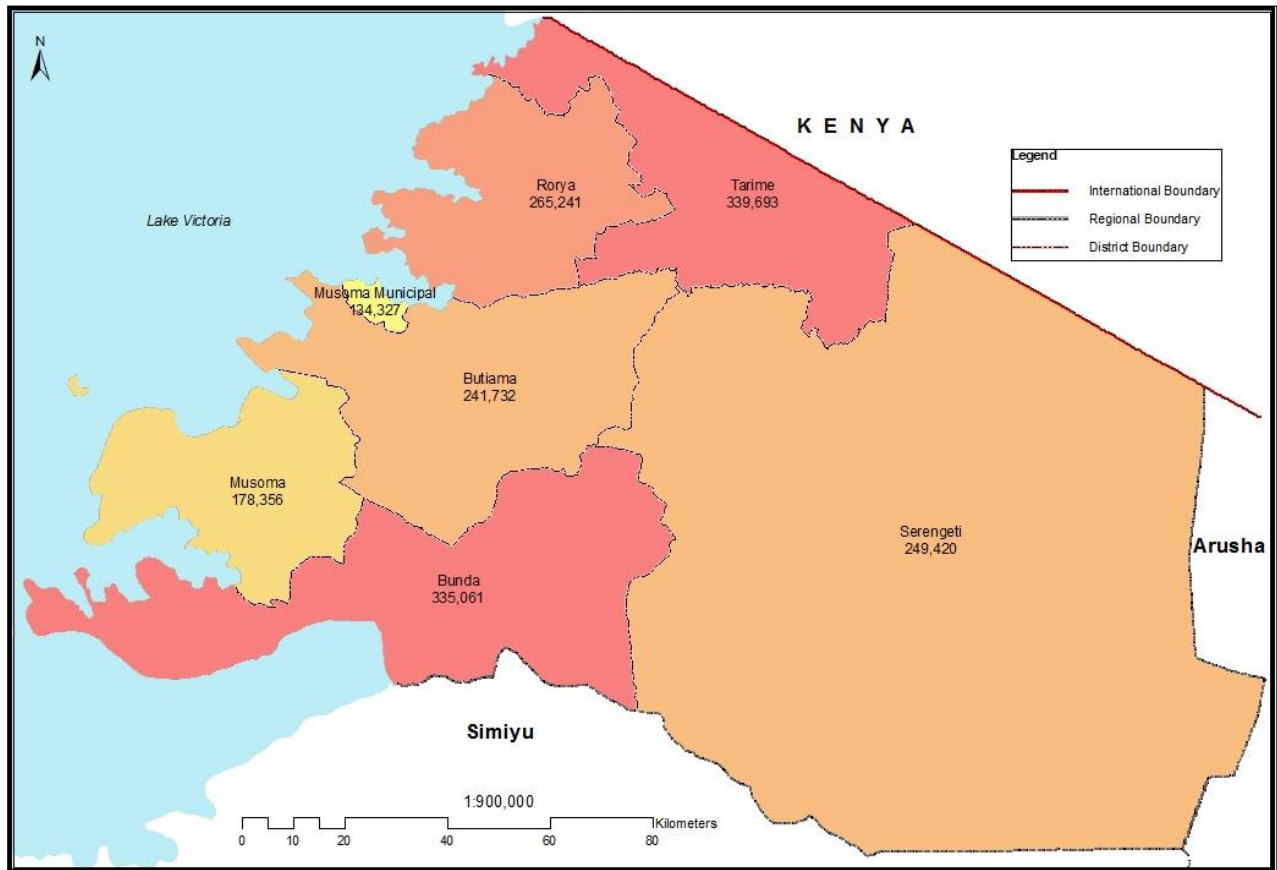 N
K E N Y A
Legend
International Boundary
Regional Boundary
District Boundary
Rorya
265,241
Tarime
339,693
Lake Victoria
Musoma Municipal
134,327
Butiama
241,732
Musoma
178,356
Serengeti
249,420
Arusha
Bunda
335,061
Simiyu
1:900,000
Kilometers
0 10 20 40 60 80